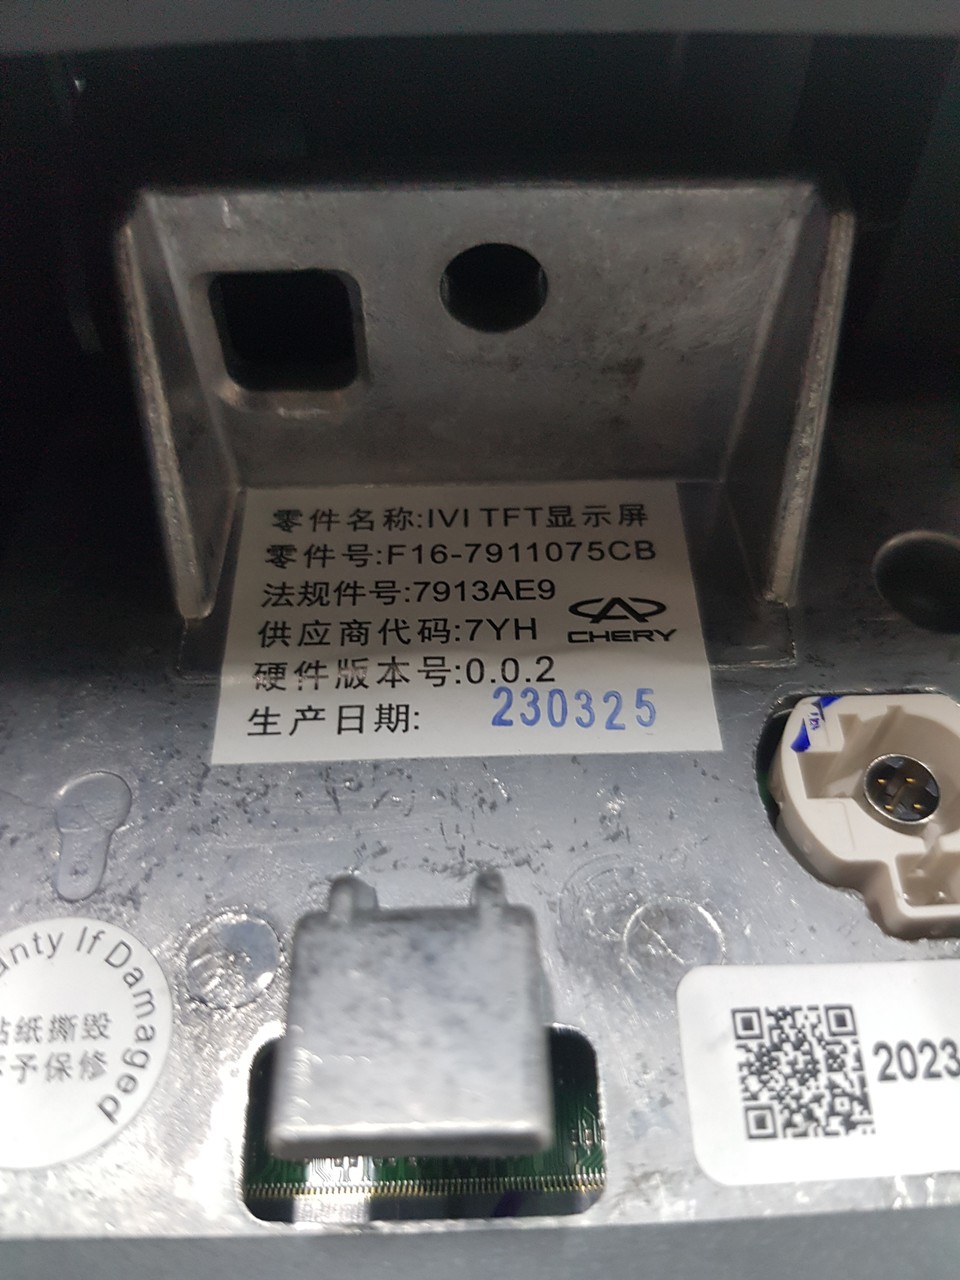 零件名称:IVI TFT显示屏
零件号:F16-7911075CB
法规件号:7913AE9
供应商代码:7YH
CHERY
硬件版本号:0.0.2
生产日期: 230325
If Damaged
贴纸撕毁
不予保修
2023